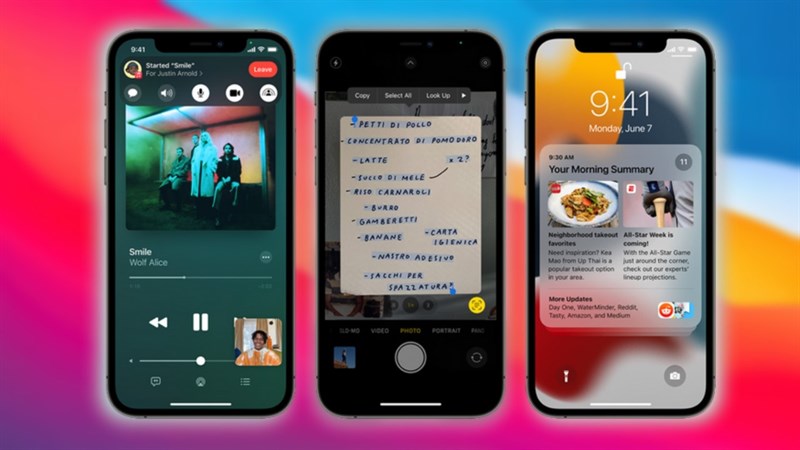 9:41
Started "Smile"
For Justin Arnold >
Leave
Smile
Wolf Alice
Copy
Select All
Look Up
- PETTI DI POLLO
- CONCENTRATO DI POMODORO
- LATTE
x 2?
- SUCCO DI MELE
- RISO CARNAROLI
- BURRO
- GAMBERETTI
- BANANE
- CARTA
IGIENICA
- NASTRO ADESIVO
- SACCHI PER
SPAZZATURA
SLO-MO
VIDEO
PHOTO
PORTRAIT
PANO
9:41
Monday, June 7
9:30 AM
Your Morning Summary
11
Neighborhood takeout
favorites
Need inspiration? Kea
Mao from Up Thai is a
popular takeout option
in your area.
All-Star Week is
coming!
With the All-Star Game
just around the corner,
check out our experts'
lineup projections.
More Updates
Day One, WaterMinder, Reddit,
Tasty, Amazon, and Medium